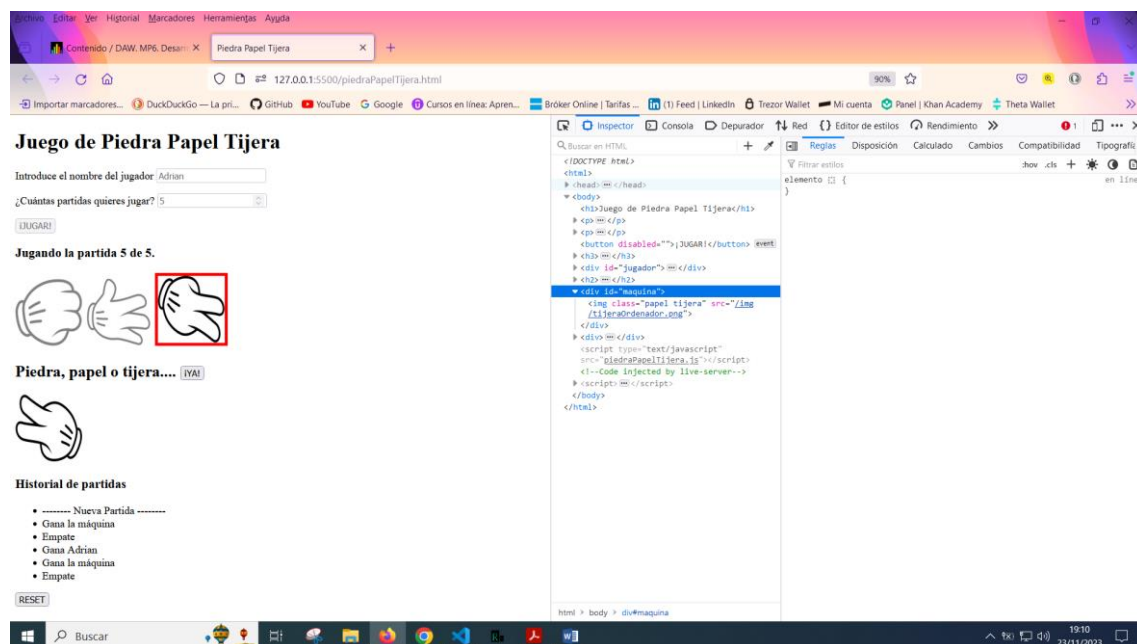 Archivo Editar Ver Historial Marcadores Herramientas Ayuda
Contenido / DAW. MP6. Desarr
Piedra Papel Tijera
127.0.0.1:5500/piedraPapelTijera.html
90%
Importar marcadores... DuckDuckGo — La pri... GitHub YouTube Google Cursos en línea: Apren... Bróker Online | Tarifas ... (1) Feed | LinkedIn Trezor Wallet Mi cuenta Panel | Khan Academy Theta Wallet
Juego de Piedra Papel Tijera
Introduce el nombre del jugador Adrian
¿Cuántas partidas quieres jugar? 5
¡JUGAR!
Jugando la partida 5 de 5.
Piedra, papel o tijera.... ¡YA!
Historial de partidas
-------- Nueva Partida --------
Gana la máquina
Empate
Gana Adrian
Gana la máquina
Empate
RESET
Inspector Consola Depurador Red Editor de estilos Rendimiento 1
Buscar en HTML
<!DOCTYPE html>
<html>
<head> </head>
<body>
<h1>Juego de Piedra Papel Tijera</h1>
<p> </p>
<p> </p>
<button disabled="">¡JUGAR!</button> event
<h3> </h3>
<div id="jugador"> </div>
<h2> </h2>
<div id="maquina">
<img class="papel tijera" src="/img
/tijeraOrdenador.png">
</div>
<div> </div>
<script type="text/javascript"
src="piedraPapelTijera.js"></script>
<!--Code injected by live-server-->
<script> </script>
</body>
</html>
html > body > div#maquina
Reglas Disposición Calculado Cambios Compatibilidad Tipografí
Filtrar estilos :hov .cls
elemento { en líne
}
Buscar
19:10
23/11/2023